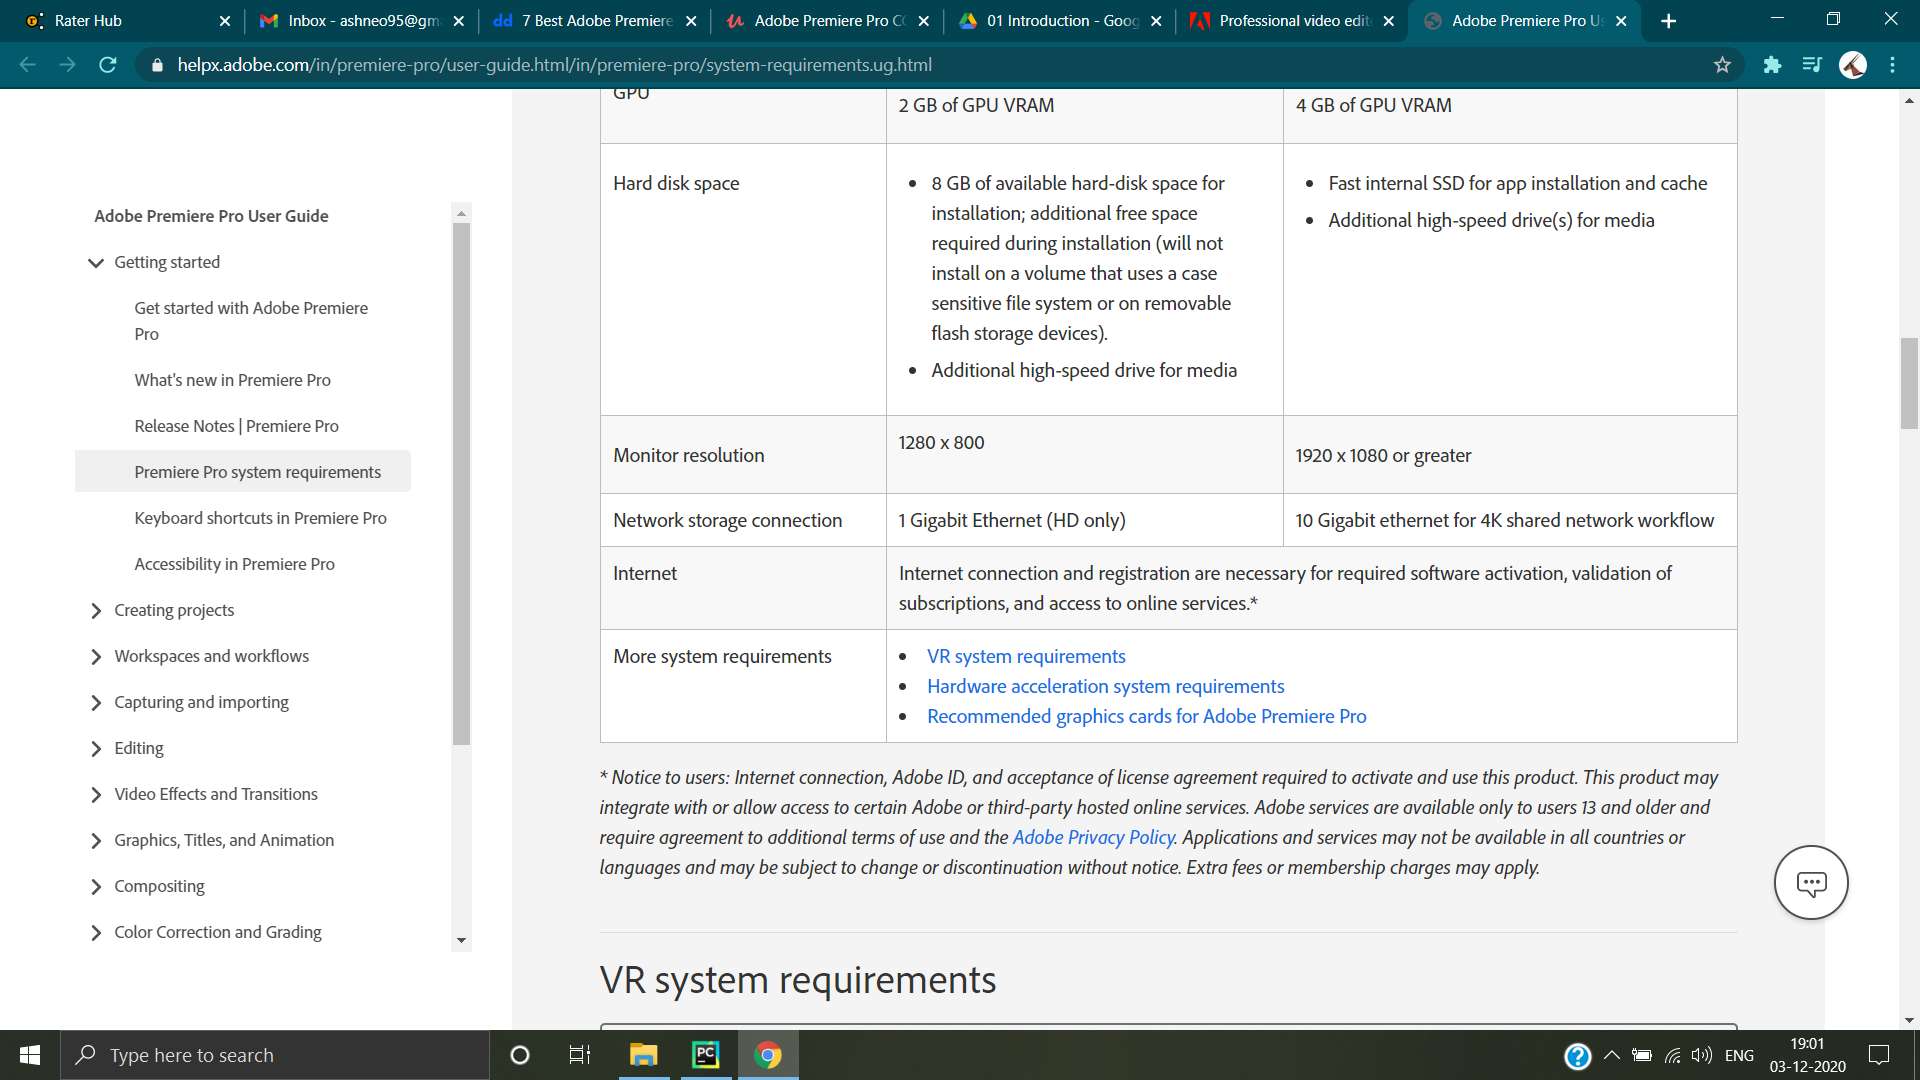 Rater Hub
Inbox - ashneo95@gm
7 Best Adobe Premiere
Adobe Premiere Pro CC
01 Introduction - Goog
Professional video edit
Adobe Premiere Pro Us
helpx.adobe.com/in/premiere-pro/user-guide.html/in/premiere-pro/system-requirements.ug.html
Adobe Premiere Pro User Guide
Getting started
Get started with Adobe Premiere
Pro
What's new in Premiere Pro
Release Notes | Premiere Pro
Premiere Pro system requirements
Keyboard shortcuts in Premiere Pro
Accessibility in Premiere Pro
Creating projects
Workspaces and workflows
Capturing and importing
Editing
Video Effects and Transitions
Graphics, Titles, and Animation
Compositing
Color Correction and Grading
GPU
2 GB of GPU VRAM
4 GB of GPU VRAM
Hard disk space
• 8 GB of available hard-disk space for
installation; additional free space
required during installation (will not
install on a volume that uses a case
sensitive file system or on removable
flash storage devices).
• Additional high-speed drive for media
• Fast internal SSD for app installation and cache
• Additional high-speed drive(s) for media
Monitor resolution
1280 x 800
1920 x 1080 or greater
Network storage connection
1 Gigabit Ethernet (HD only)
10 Gigabit ethernet for 4K shared network workflow
Internet
Internet connection and registration are necessary for required software activation, validation of
subscriptions, and access to online services.*
More system requirements
• VR system requirements
• Hardware acceleration system requirements
• Recommended graphics cards for Adobe Premiere Pro
* Notice to users: Internet connection, Adobe ID, and acceptance of license agreement required to activate and use this product. This product may
integrate with or allow access to certain Adobe or third-party hosted online services. Adobe services are available only to users 13 and older and
require agreement to additional terms of use and the Adobe Privacy Policy. Applications and services may not be available in all countries or
languages and may be subject to change or discontinuation without notice. Extra fees or membership charges may apply.
VR system requirements
Type here to search
PC
ENG
19:01
03-12-2020